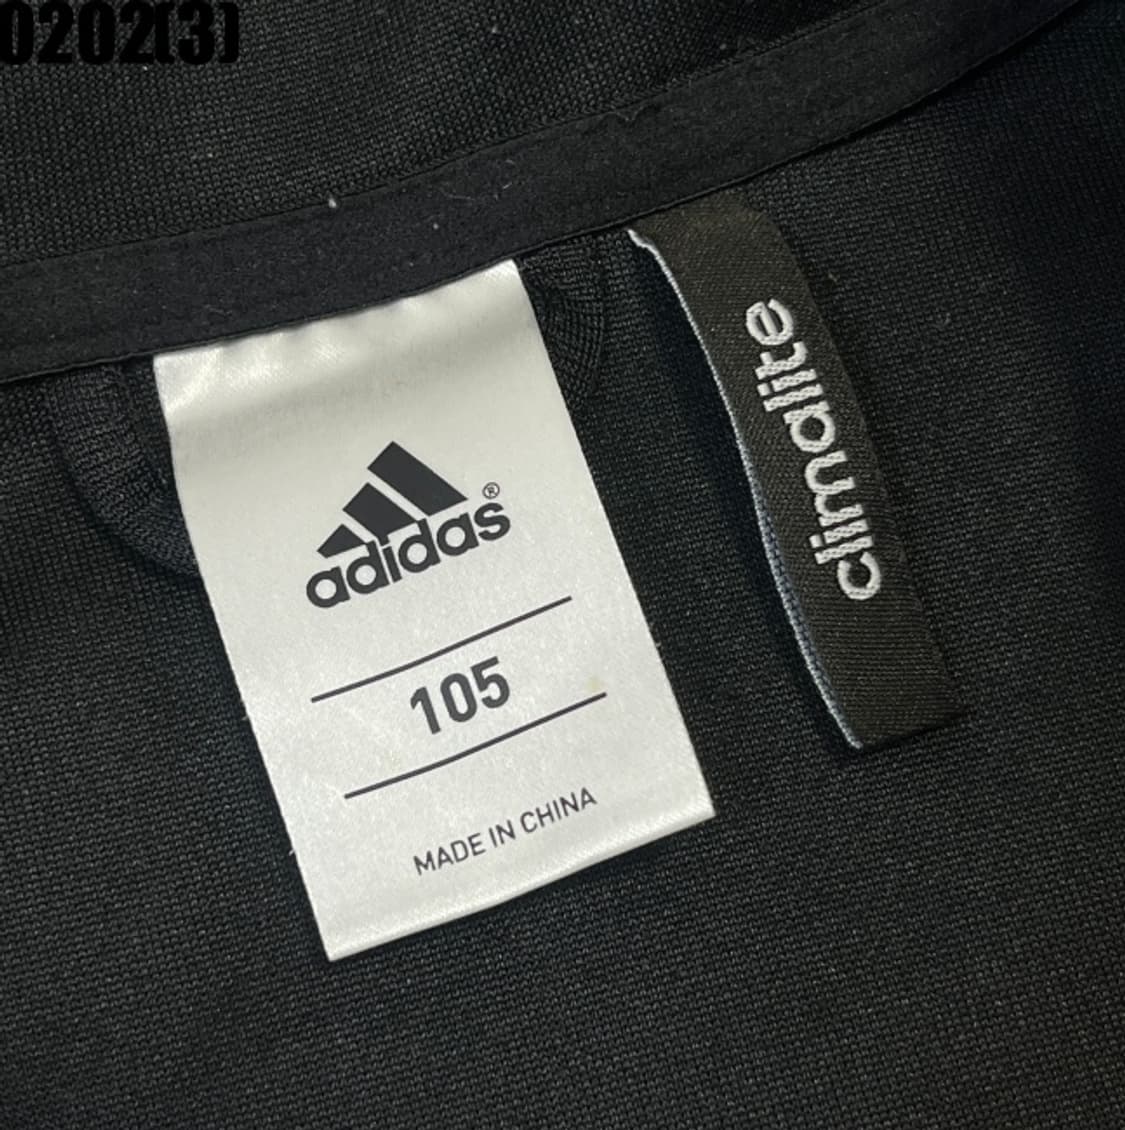 0202(3)
adidas®
105
MADE IN CHINA
climalite